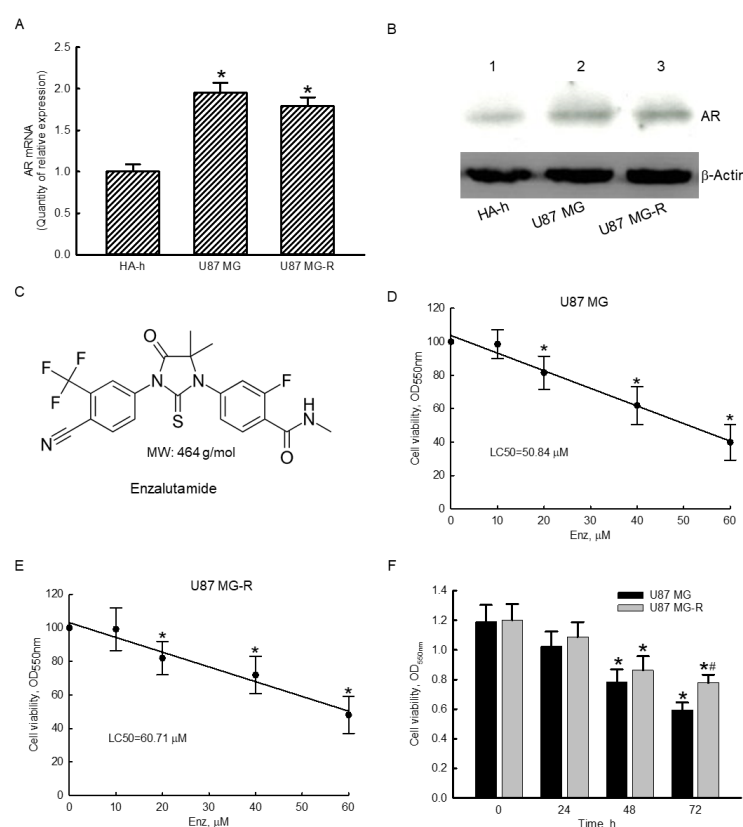 A
2.5
2.0
1.5
1.0
0.5
0.0
AR mRNA
(Quantity of relative expression)
*
*
HA-h
U87 MG
U87 MG-R
B
1
2
3
AR
β-Actin
HA-h
U87 MG
U87 MG-R
C
O
F
F
F
N
N
S
F
N
O
H
N
MW: 464 g/mol
Enzalutamide
D
U87 MG
120
100
80
60
40
20
0
Cell viability, OD550nm
*
*
*
LC50=50.84 μM
0
10
20
30
40
50
60
Enz, μM
E
U87 MG-R
120
100
80
60
40
20
0
Cell viability, OD550nm
*
*
*
LC50=60.71 μM
0
10
20
30
40
50
60
Enz, μM
F
1.4
1.2
1.0
0.8
0.6
0.4
0.2
0.0
Cell viability, OD550nm
U87 MG
U87 MG-R
*
*
*
*#
0
24
48
72
Time, h